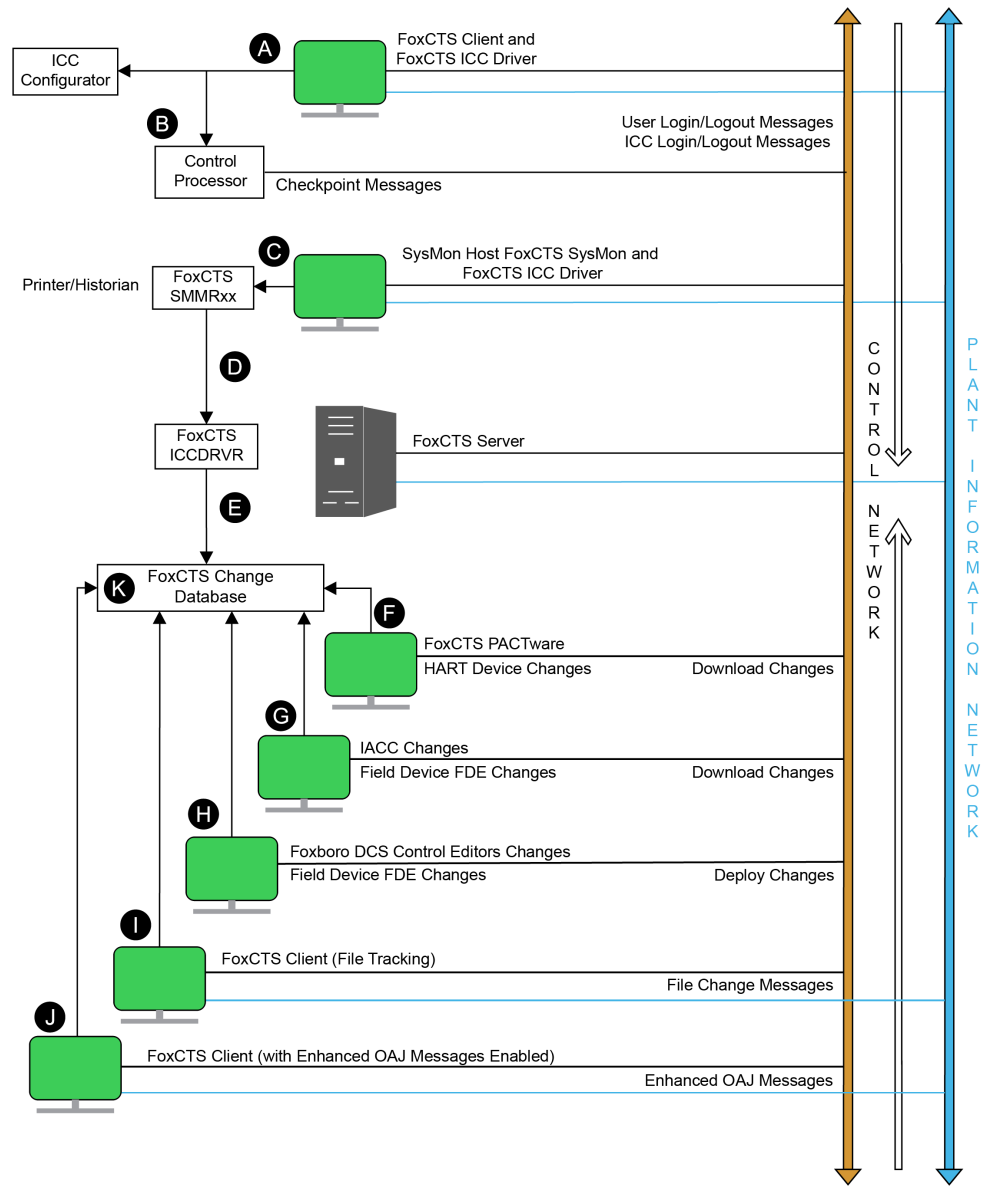 A
FoxCTS Client and
FoxCTS ICC Driver
ICC
Configurator
B
User Login/Logout Messages
ICC Login/Logout Messages
Control
Processor
Checkpoint Messages
C
SysMon Host FoxCTS SysMon and
FoxCTS ICC Driver
Printer/Historian
FoxCTS
SMMRxx
D
FoxCTS
ICCDRVR
FoxCTS Server
E
CONTROL NETWORK
PLANT INFORMATION NETWORK
K
FoxCTS Change
Database
F
FoxCTS PACTware
HART Device Changes
Download Changes
G
IACC Changes
Field Device FDE Changes
Download Changes
H
Foxboro DCS Control Editors Changes
Field Device FDE Changes
Deploy Changes
I
FoxCTS Client (File Tracking)
File Change Messages
J
FoxCTS Client (with Enhanced OAJ Messages Enabled)
Enhanced OAJ Messages